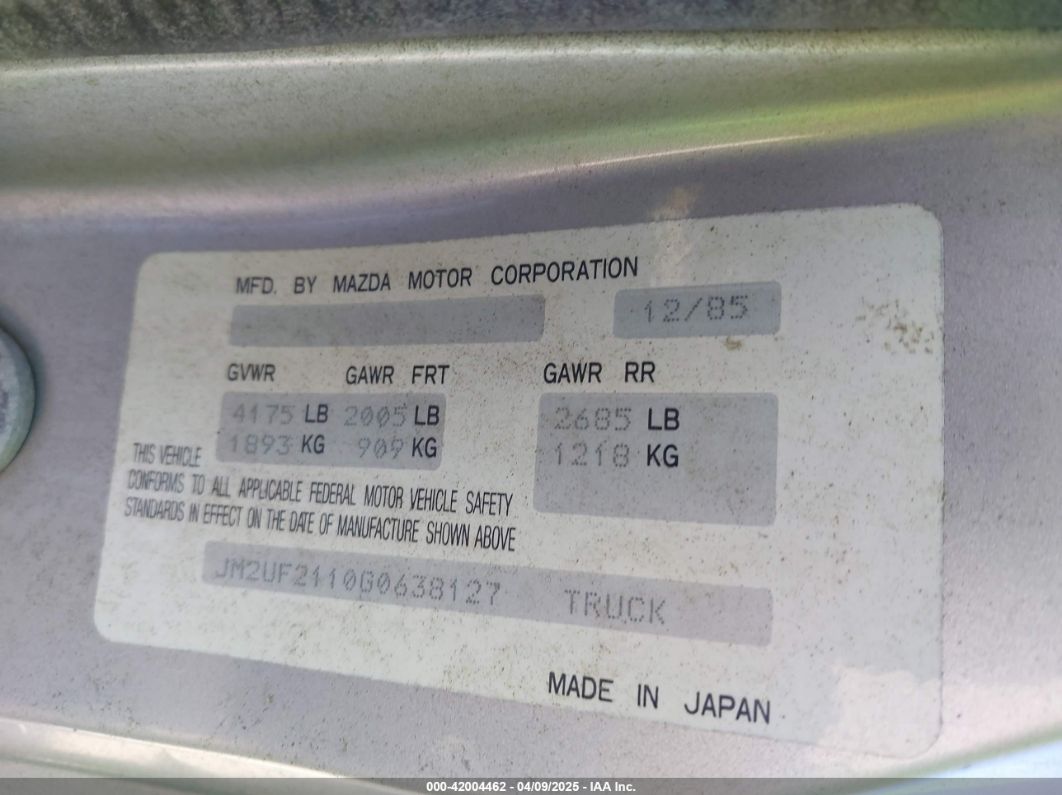 MFD. BY MAZDA MOTOR CORPORATION
12/85
GVWR GAWR FRT GAWR RR
4175 LB 2005 LB 2685 LB
1893 KG 909 KG 1218 KG
THIS VEHICLE
CONFORMS TO ALL APPLICABLE FEDERAL MOTOR VEHICLE SAFETY
STANDARDS IN EFFECT ON THE DATE OF MANUFACTURE SHOWN ABOVE
JM2UF2110G0638127 TRUCK
MADE IN JAPAN
000-42004462 - 04/09/2025 - IAA Inc.